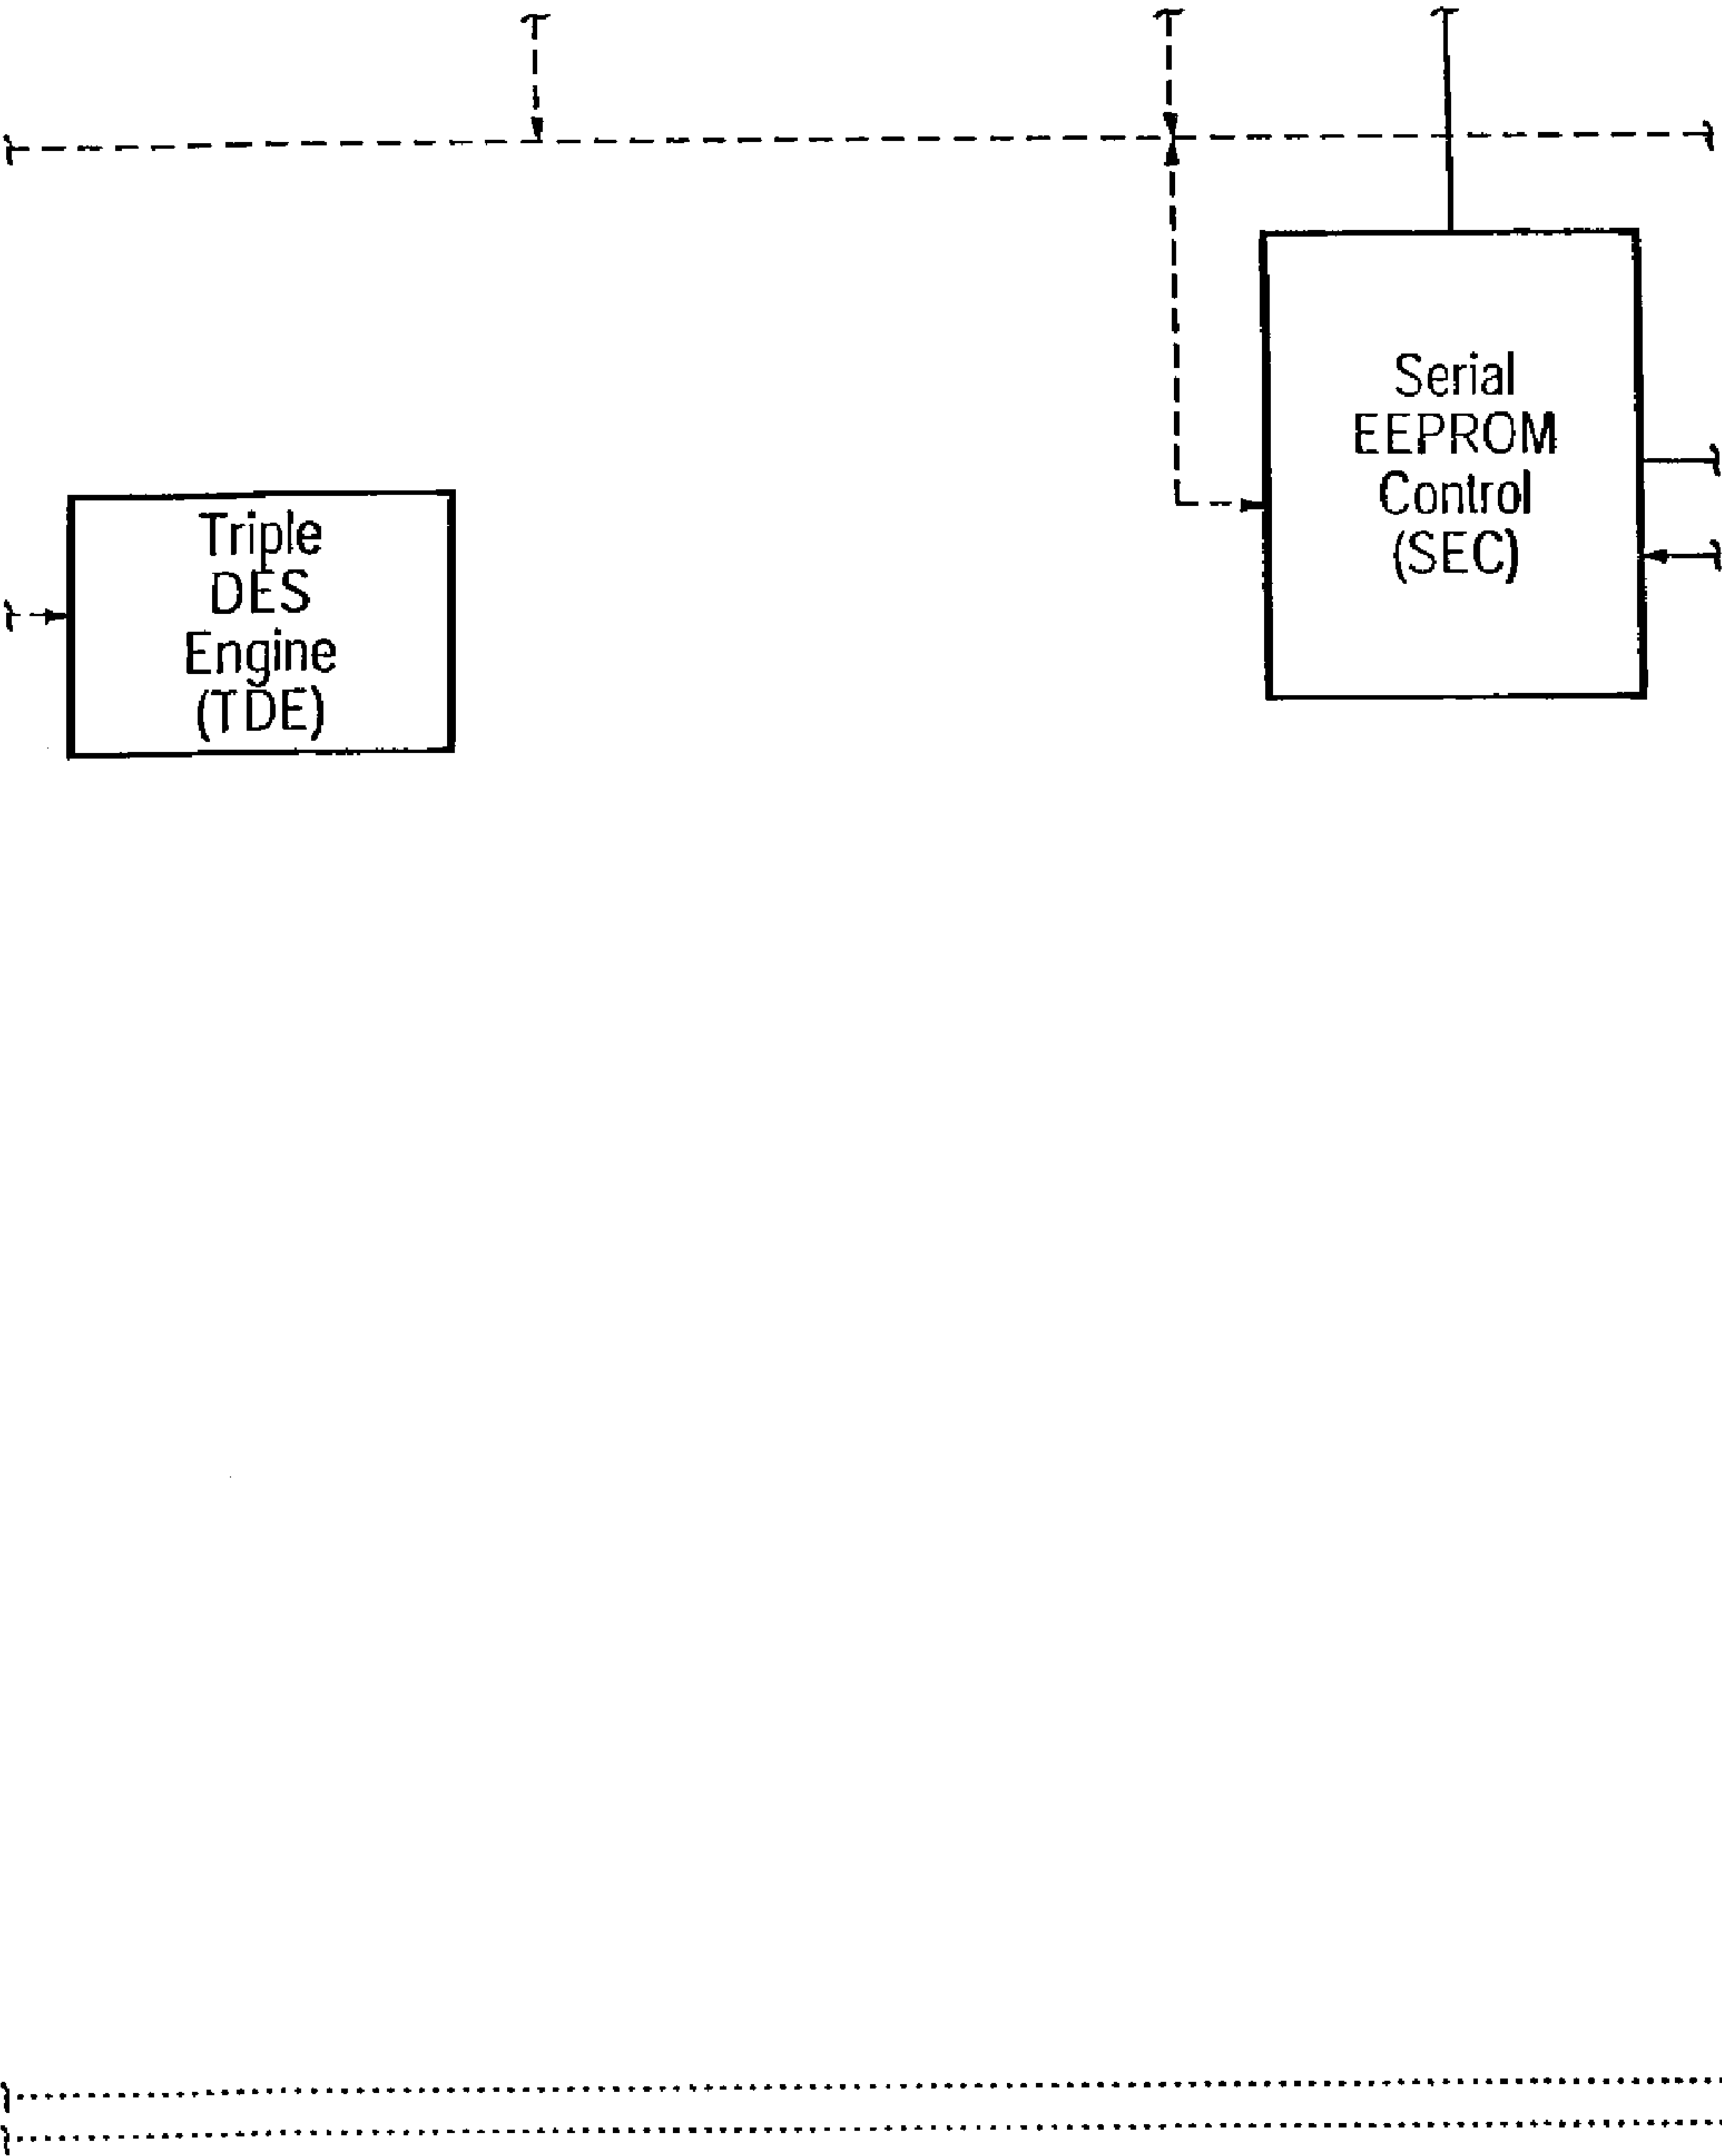 Serial
EEPROM
Control
(SEC)
Triple
DES
Engine
(TDE)